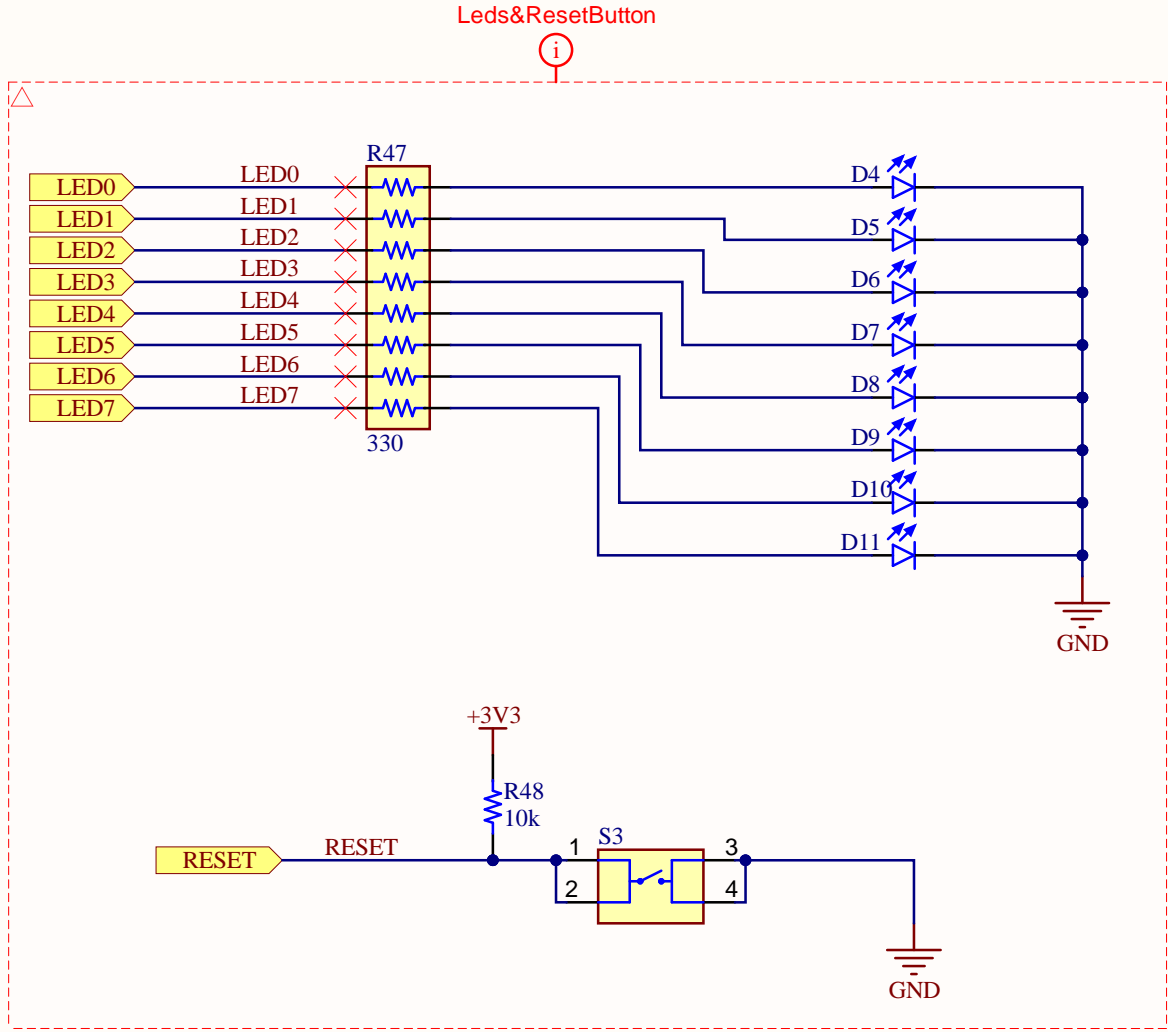 Leds&ResetButton
i
R47
LED0 LED0 D4
LED1 LED1 D5
LED2 LED2 D6
LED3 LED3 D7
LED4 LED4 D8
LED5 LED5 D9
LED6 LED6 D10
LED7 LED7 D11
330
GND
+3V3
R48
10k
S3
RESET RESET 1 3
2 4
GND